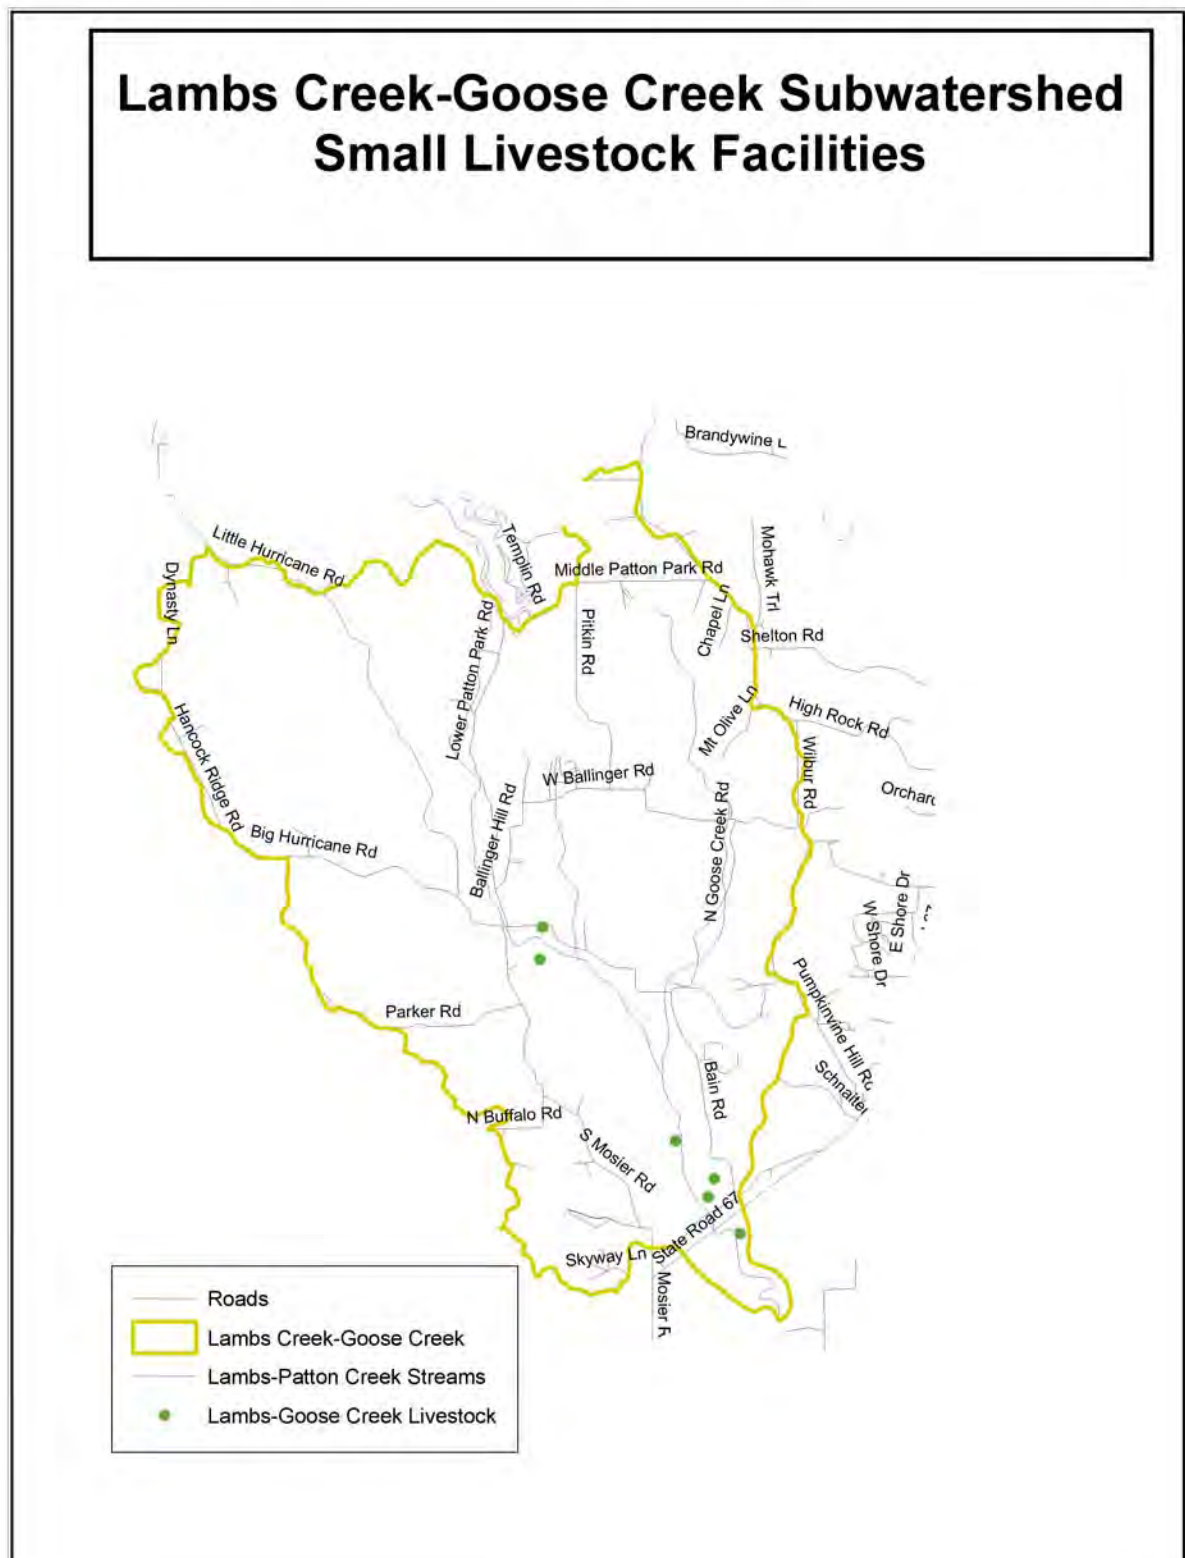 Lambs Creek-Goose Creek Subwatershed
Small Livestock Facilities
Brandywine L
Little Hurricane Rd
Templin Rd
Mohawk Trl
Middle Patton Park Rd
Dynasty Ln
Chapel Ln
Lower Patton Park Rd
Pitkin Rd
Shelton Rd
Mt Olive Ln
High Rock Rd
Hancock Ridge Rd
Wilbur Rd
W Ballinger Rd
Orchard
Ballinger Hill Rd
N Goose Creek Rd
Big Hurricane Rd
E Shore Dr
W Shore Dr
Pumpkinvine Hill Rd
Parker Rd
Bain Rd
Schnaiter
N Buffalo Rd
S Mosier Rd
State Road 67
Skyway Ln
S Mosier R
Roads
Lambs Creek-Goose Creek
Lambs-Patton Creek Streams
Lambs-Goose Creek Livestock